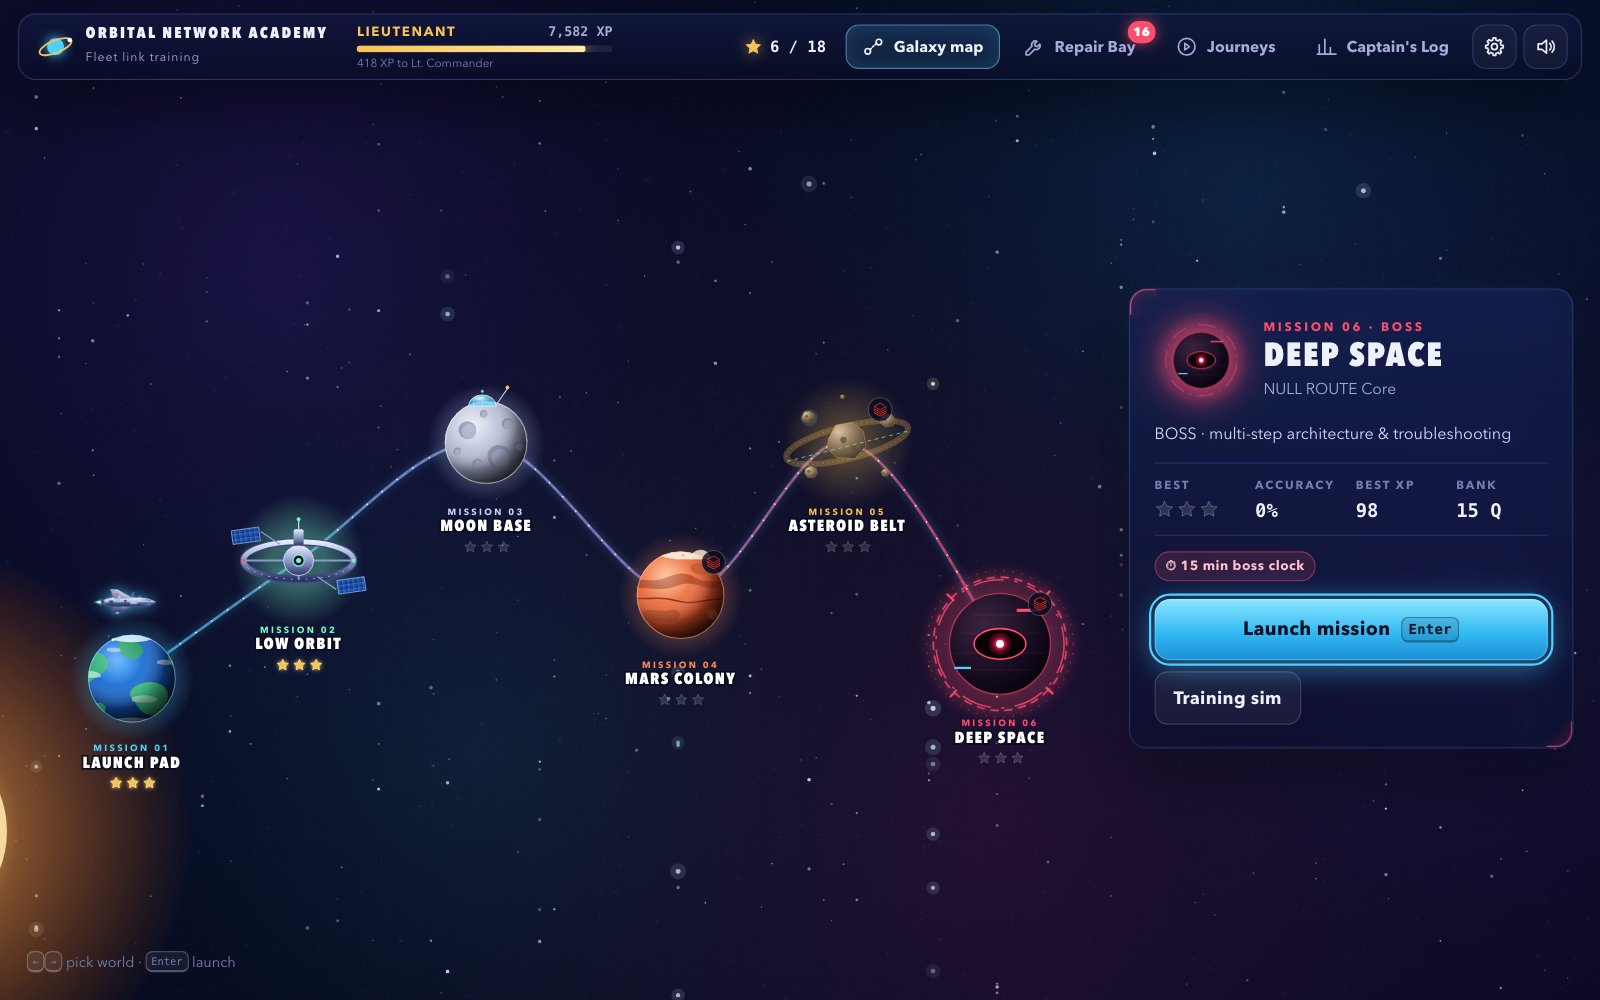 ORBITAL NETWORK ACADEMY
Fleet link training
LIEUTENANT 7,582 XP
418 XP to Lt. Commander
6 / 18
Galaxy map
Repair Bay 16
Journeys
Captain's Log
MISSION 01
LAUNCH PAD
MISSION 02
LOW ORBIT
MISSION 03
MOON BASE
MISSION 04
MARS COLONY
MISSION 05
ASTEROID BELT
MISSION 06
DEEP SPACE
MISSION 06 · BOSS
DEEP SPACE
NULL ROUTE Core
BOSS · multi-step architecture & troubleshooting
BEST ACCURACY BEST XP BANK
0% 98 15 Q
15 min boss clock
Launch mission Enter
Training sim
← → pick world · Enter launch